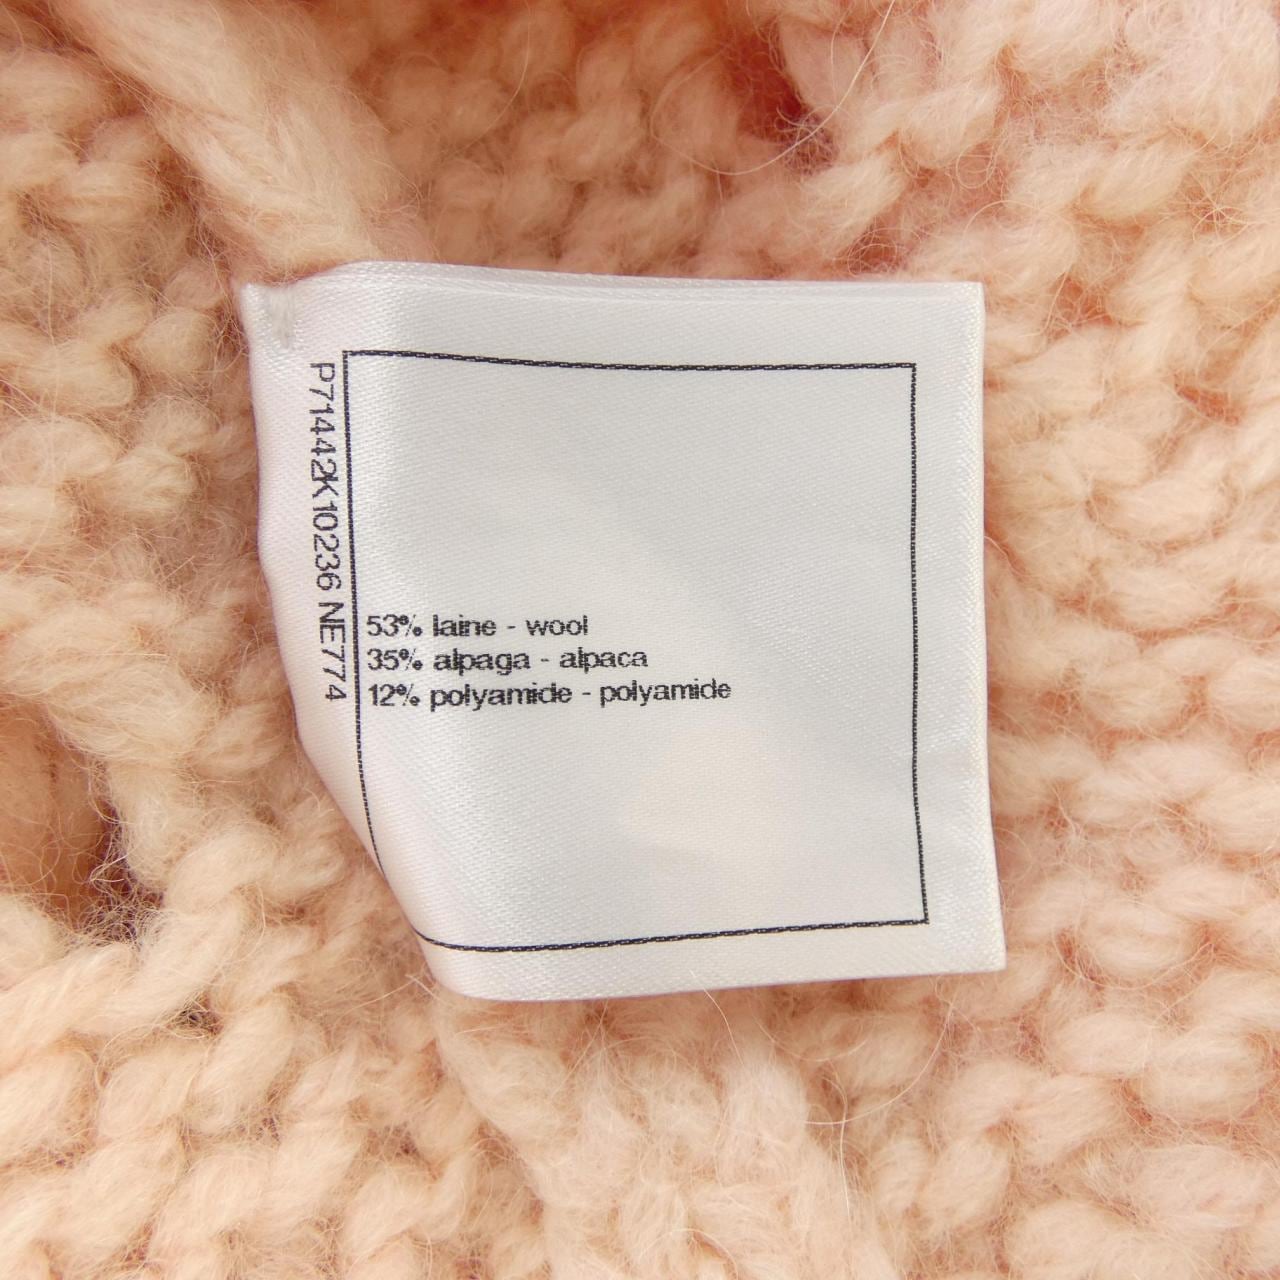 P71442K10236 NE774
53% laine - wool
35% alpaga - alpaca
12% polyamide - polyamide